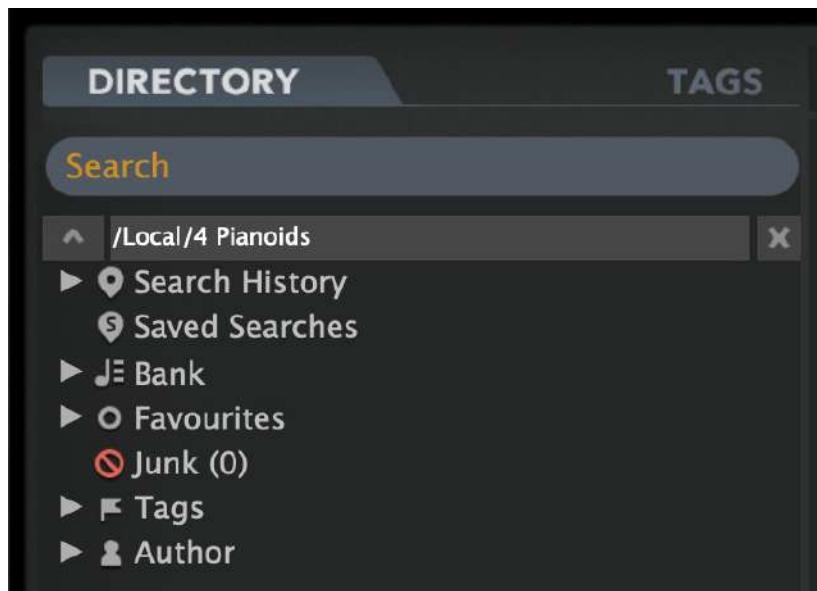 DIRECTORY TAGS
Search
/Local/4 Pianoids
Search History
Saved Searches
Bank
Favourites
Junk (0)
Tags
Author